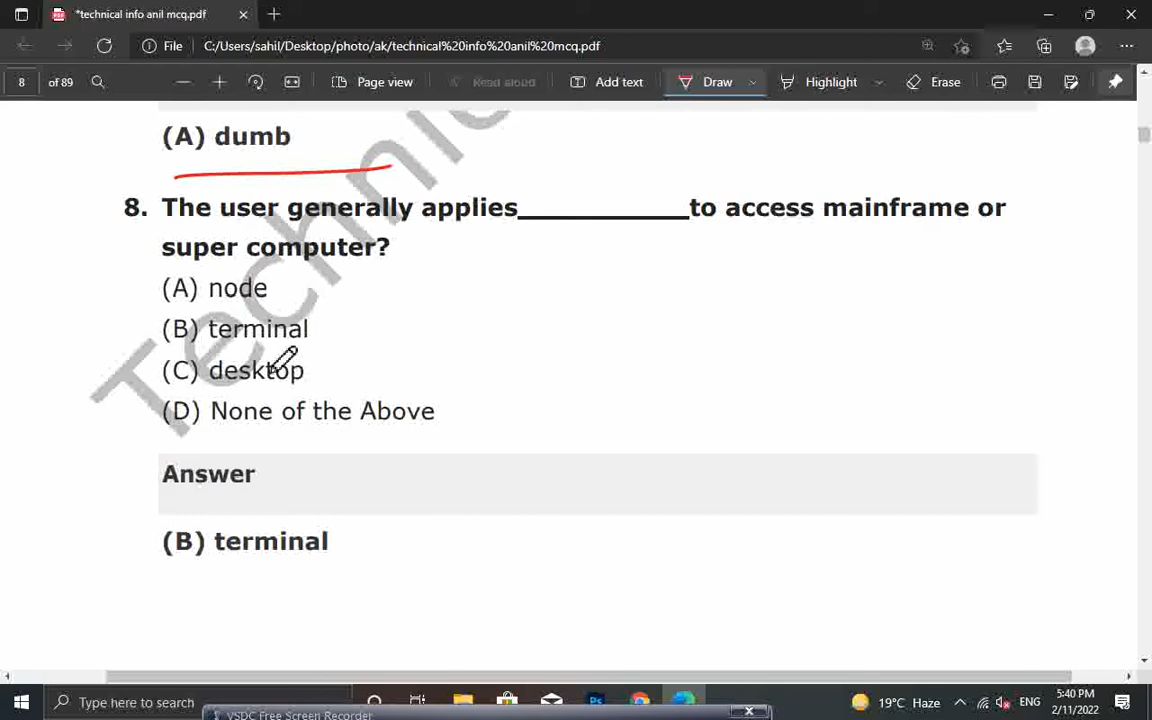 *technical info anil mcq.pdf
File C:/Users/sahil/Desktop/photo/ak/technical%20info%20anil%20mcq.pdf
8 of 89 Page view Read aloud Add text Draw Highlight Erase
Technic
(A) dumb
8. The user generally applies___________to access mainframe or
super computer?
(A) node
(B) terminal
(C) desktop
(D) None of the Above
Answer
(B) terminal
Type here to search
19°C Haze ENG
5:40 PM
2/11/2022
VSDC Free Screen Recorder